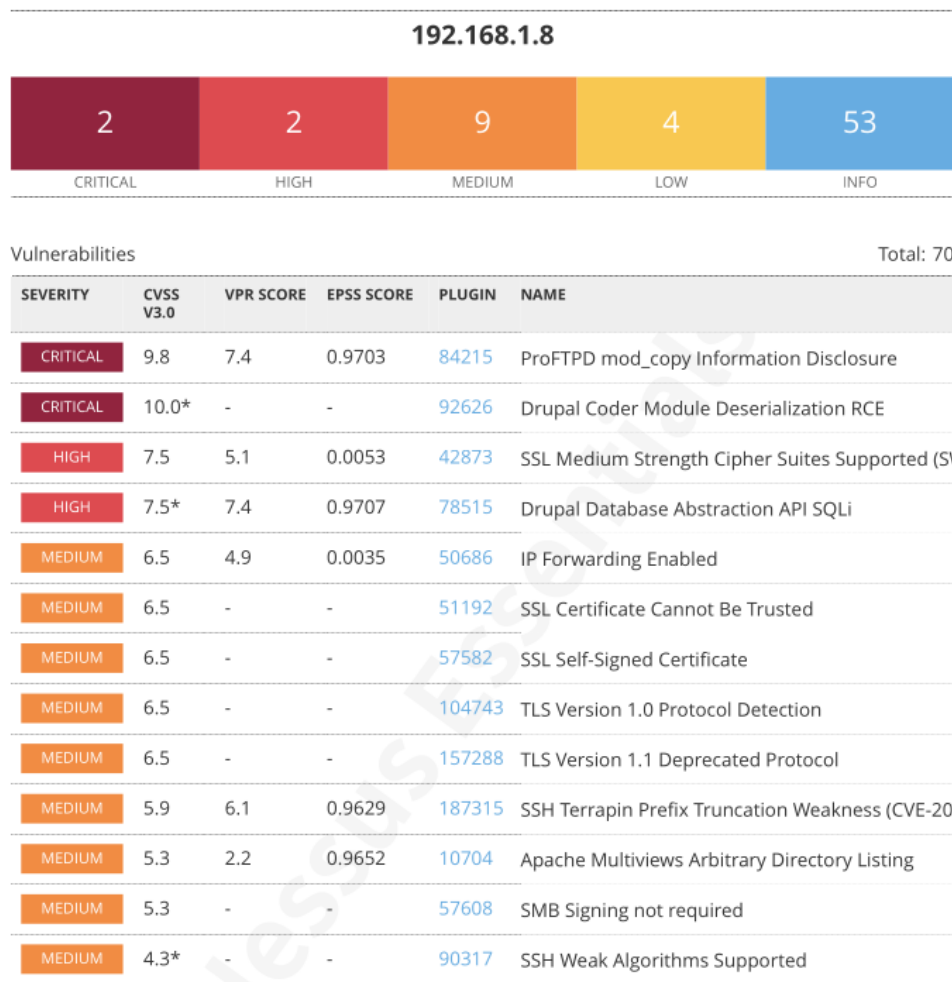 192.168.1.8
2 2 9 4 53
CRITICAL HIGH MEDIUM LOW INFO
Vulnerabilities Total: 70
SEVERITY CVSS V3.0 VPR SCORE EPSS SCORE PLUGIN NAME
CRITICAL 9.8 7.4 0.9703 84215 ProFTPD mod_copy Information Disclosure
CRITICAL 10.0* - - 92626 Drupal Coder Module Deserialization RCE
HIGH 7.5 5.1 0.0053 42873 SSL Medium Strength Cipher Suites Supported (SW
HIGH 7.5* 7.4 0.9707 78515 Drupal Database Abstraction API SQLi
MEDIUM 6.5 4.9 0.0035 50686 IP Forwarding Enabled
MEDIUM 6.5 - - 51192 SSL Certificate Cannot Be Trusted
MEDIUM 6.5 - - 57582 SSL Self-Signed Certificate
MEDIUM 6.5 - - 104743 TLS Version 1.0 Protocol Detection
MEDIUM 6.5 - - 157288 TLS Version 1.1 Deprecated Protocol
MEDIUM 5.9 6.1 0.9629 187315 SSH Terrapin Prefix Truncation Weakness (CVE-20
MEDIUM 5.3 2.2 0.9652 10704 Apache Multiviews Arbitrary Directory Listing
MEDIUM 5.3 - - 57608 SMB Signing not required
MEDIUM 4.3* - - 90317 SSH Weak Algorithms Supported
Nessus Essentials